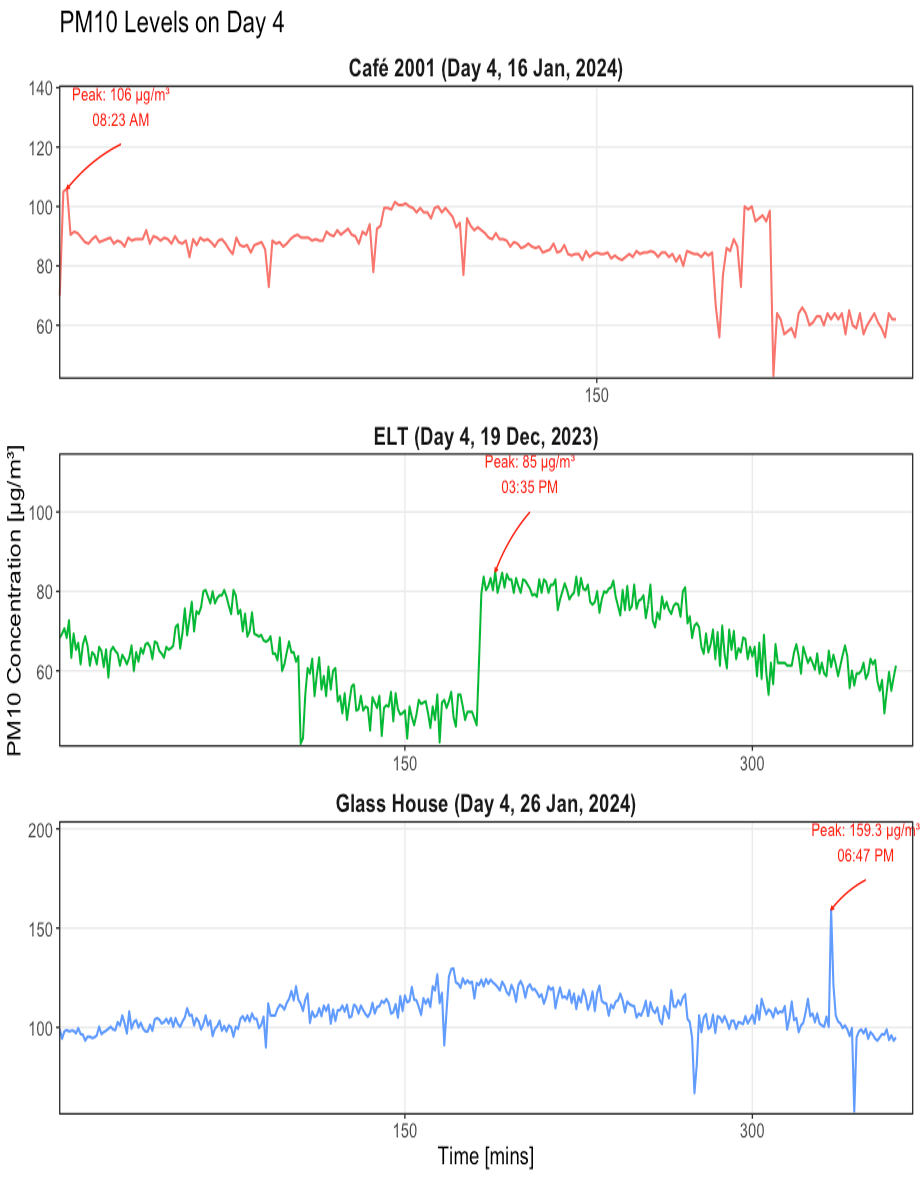 PM10 Levels on Day 4
Café 2001 (Day 4, 16 Jan, 2024)
140
120
100
80
60
Peak: 106 µg/m³
08:23 AM
150
ELT (Day 4, 19 Dec, 2023)
PM10 Concentration [µg/m³]
100
80
60
Peak: 85 µg/m³
03:35 PM
150 300
Glass House (Day 4, 26 Jan, 2024)
200
150
100
Peak: 159.3 µg/m³
06:47 PM
150 300
Time [mins]